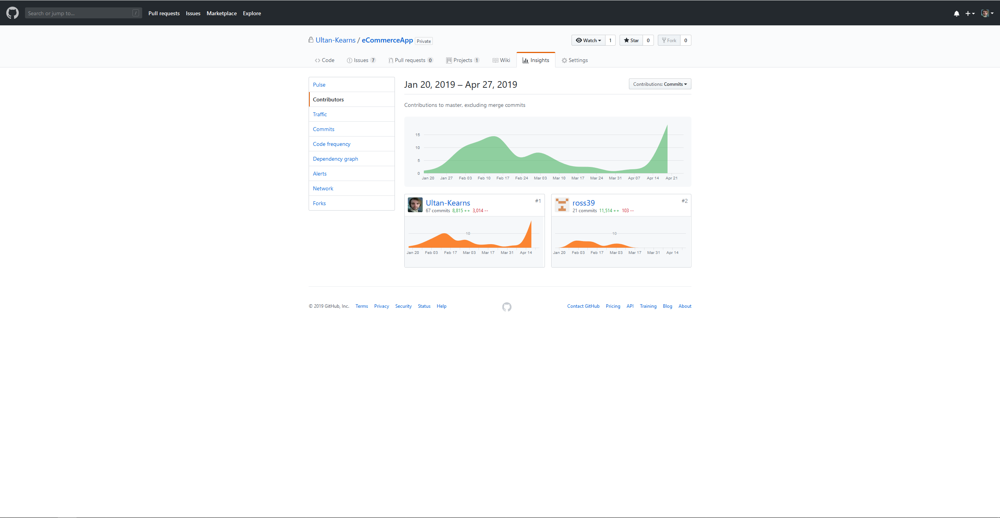 Search or jump to... / Pull requests Issues Marketplace Explore
Ultan-Kearns / eCommerceApp Private Watch 1 Star 0 Fork 0
Code Issues 7 Pull requests 0 Projects 1 Wiki Insights Settings
Pulse
Contributors
Traffic
Commits
Code frequency
Dependency graph
Alerts
Network
Forks
Jan 20, 2019 – Apr 27, 2019 Contributions: Commits
Contributions to master, excluding merge commits
15
10
5
0
Jan 20 Jan 27 Feb 03 Feb 10 Feb 17 Feb 24 Mar 03 Mar 10 Mar 17 Mar 24 Mar 31 Apr 07 Apr 14 Apr 21
Ultan-Kearns #1
67 commits 8,815 ++ 3,014 --
10
Jan 20 Feb 03 Feb 17 Mar 03 Mar 17 Mar 31 Apr 14
ross39 #2
21 commits 11,514 ++ 103 --
10
Jan 20 Feb 03 Feb 17 Mar 03 Mar 17 Mar 31 Apr 14
© 2019 GitHub, Inc. Terms Privacy Security Status Help Contact GitHub Pricing API Training Blog About